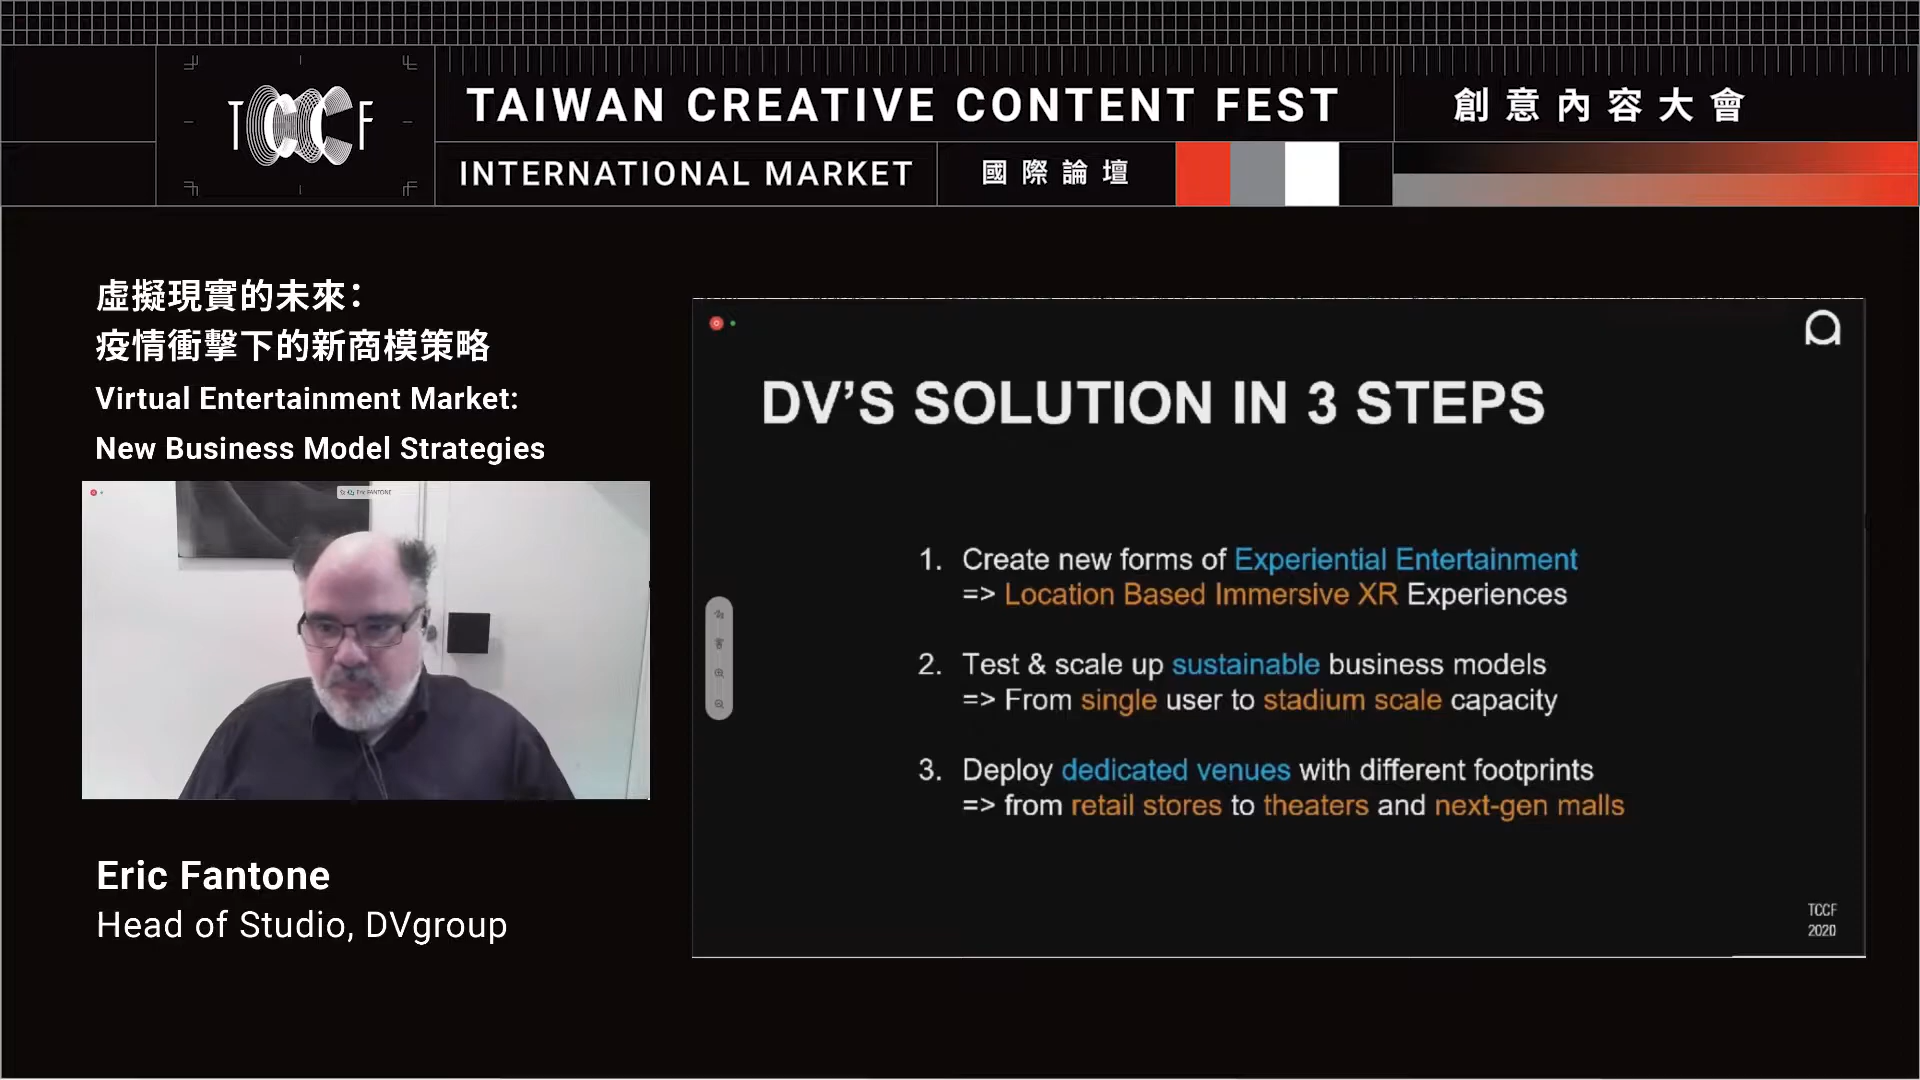 TCCF
TAIWAN CREATIVE CONTENT FEST
創意內容大會
INTERNATIONAL MARKET
國際論壇
虛擬現實的未來：
疫情衝擊下的新商模策略
Virtual Entertainment Market:
New Business Model Strategies
Eric FANTONE
Eric Fantone
Head of Studio, DVgroup
DV’S SOLUTION IN 3 STEPS
1. Create new forms of Experiential Entertainment
=> Location Based Immersive XR Experiences
2. Test & scale up sustainable business models
=> From single user to stadium scale capacity
3. Deploy dedicated venues with different footprints
=> from retail stores to theaters and next-gen malls
TCCF
2020